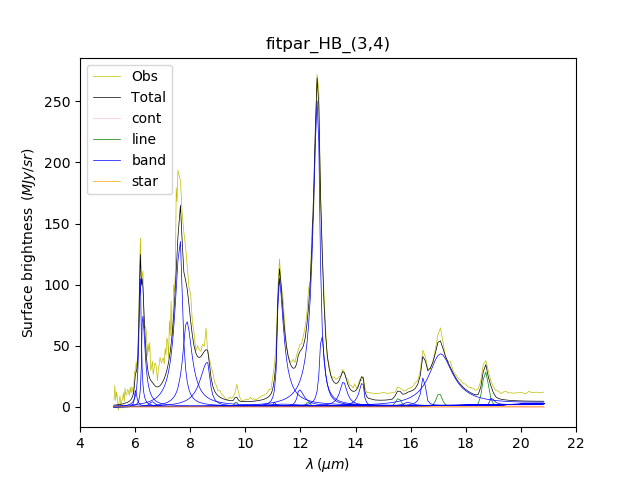 fitpar_HB_(3,4)
Obs
Total
cont
line
band
star
Surface brightness (MJy/sr)
250
200
150
100
50
0
4 6 8 10 12 14 16 18 20 22
λ (μm)